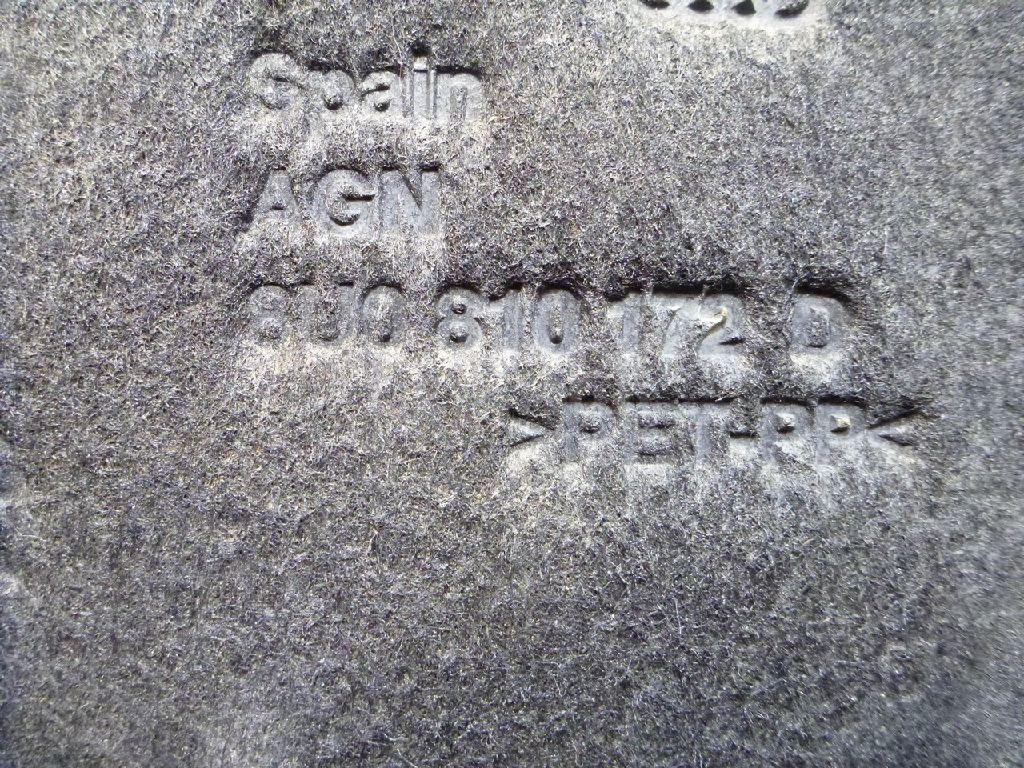 Spain
AGN
8U0 810 172 D
>PET-PP<